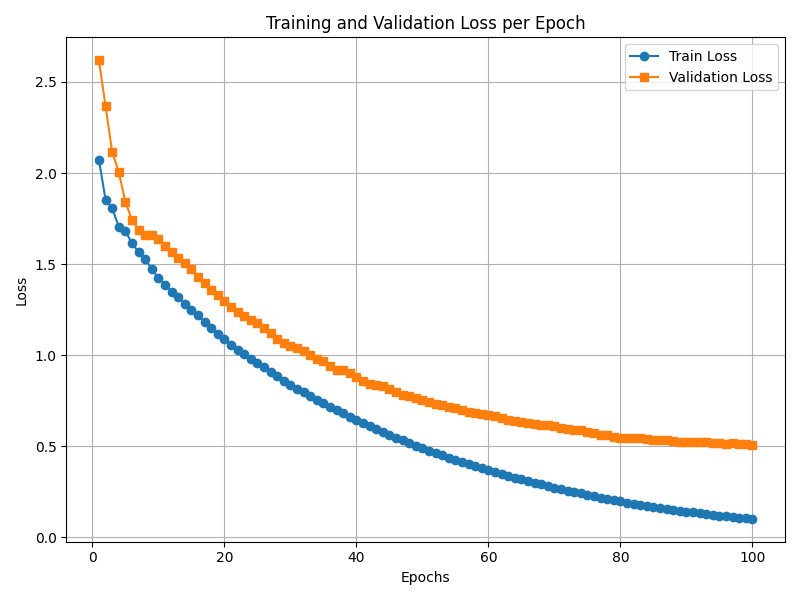 Training and Validation Loss per Epoch
Train Loss
Validation Loss
2.5
2.0
1.5
1.0
0.5
0.0
Loss
0 20 40 60 80 100
Epochs